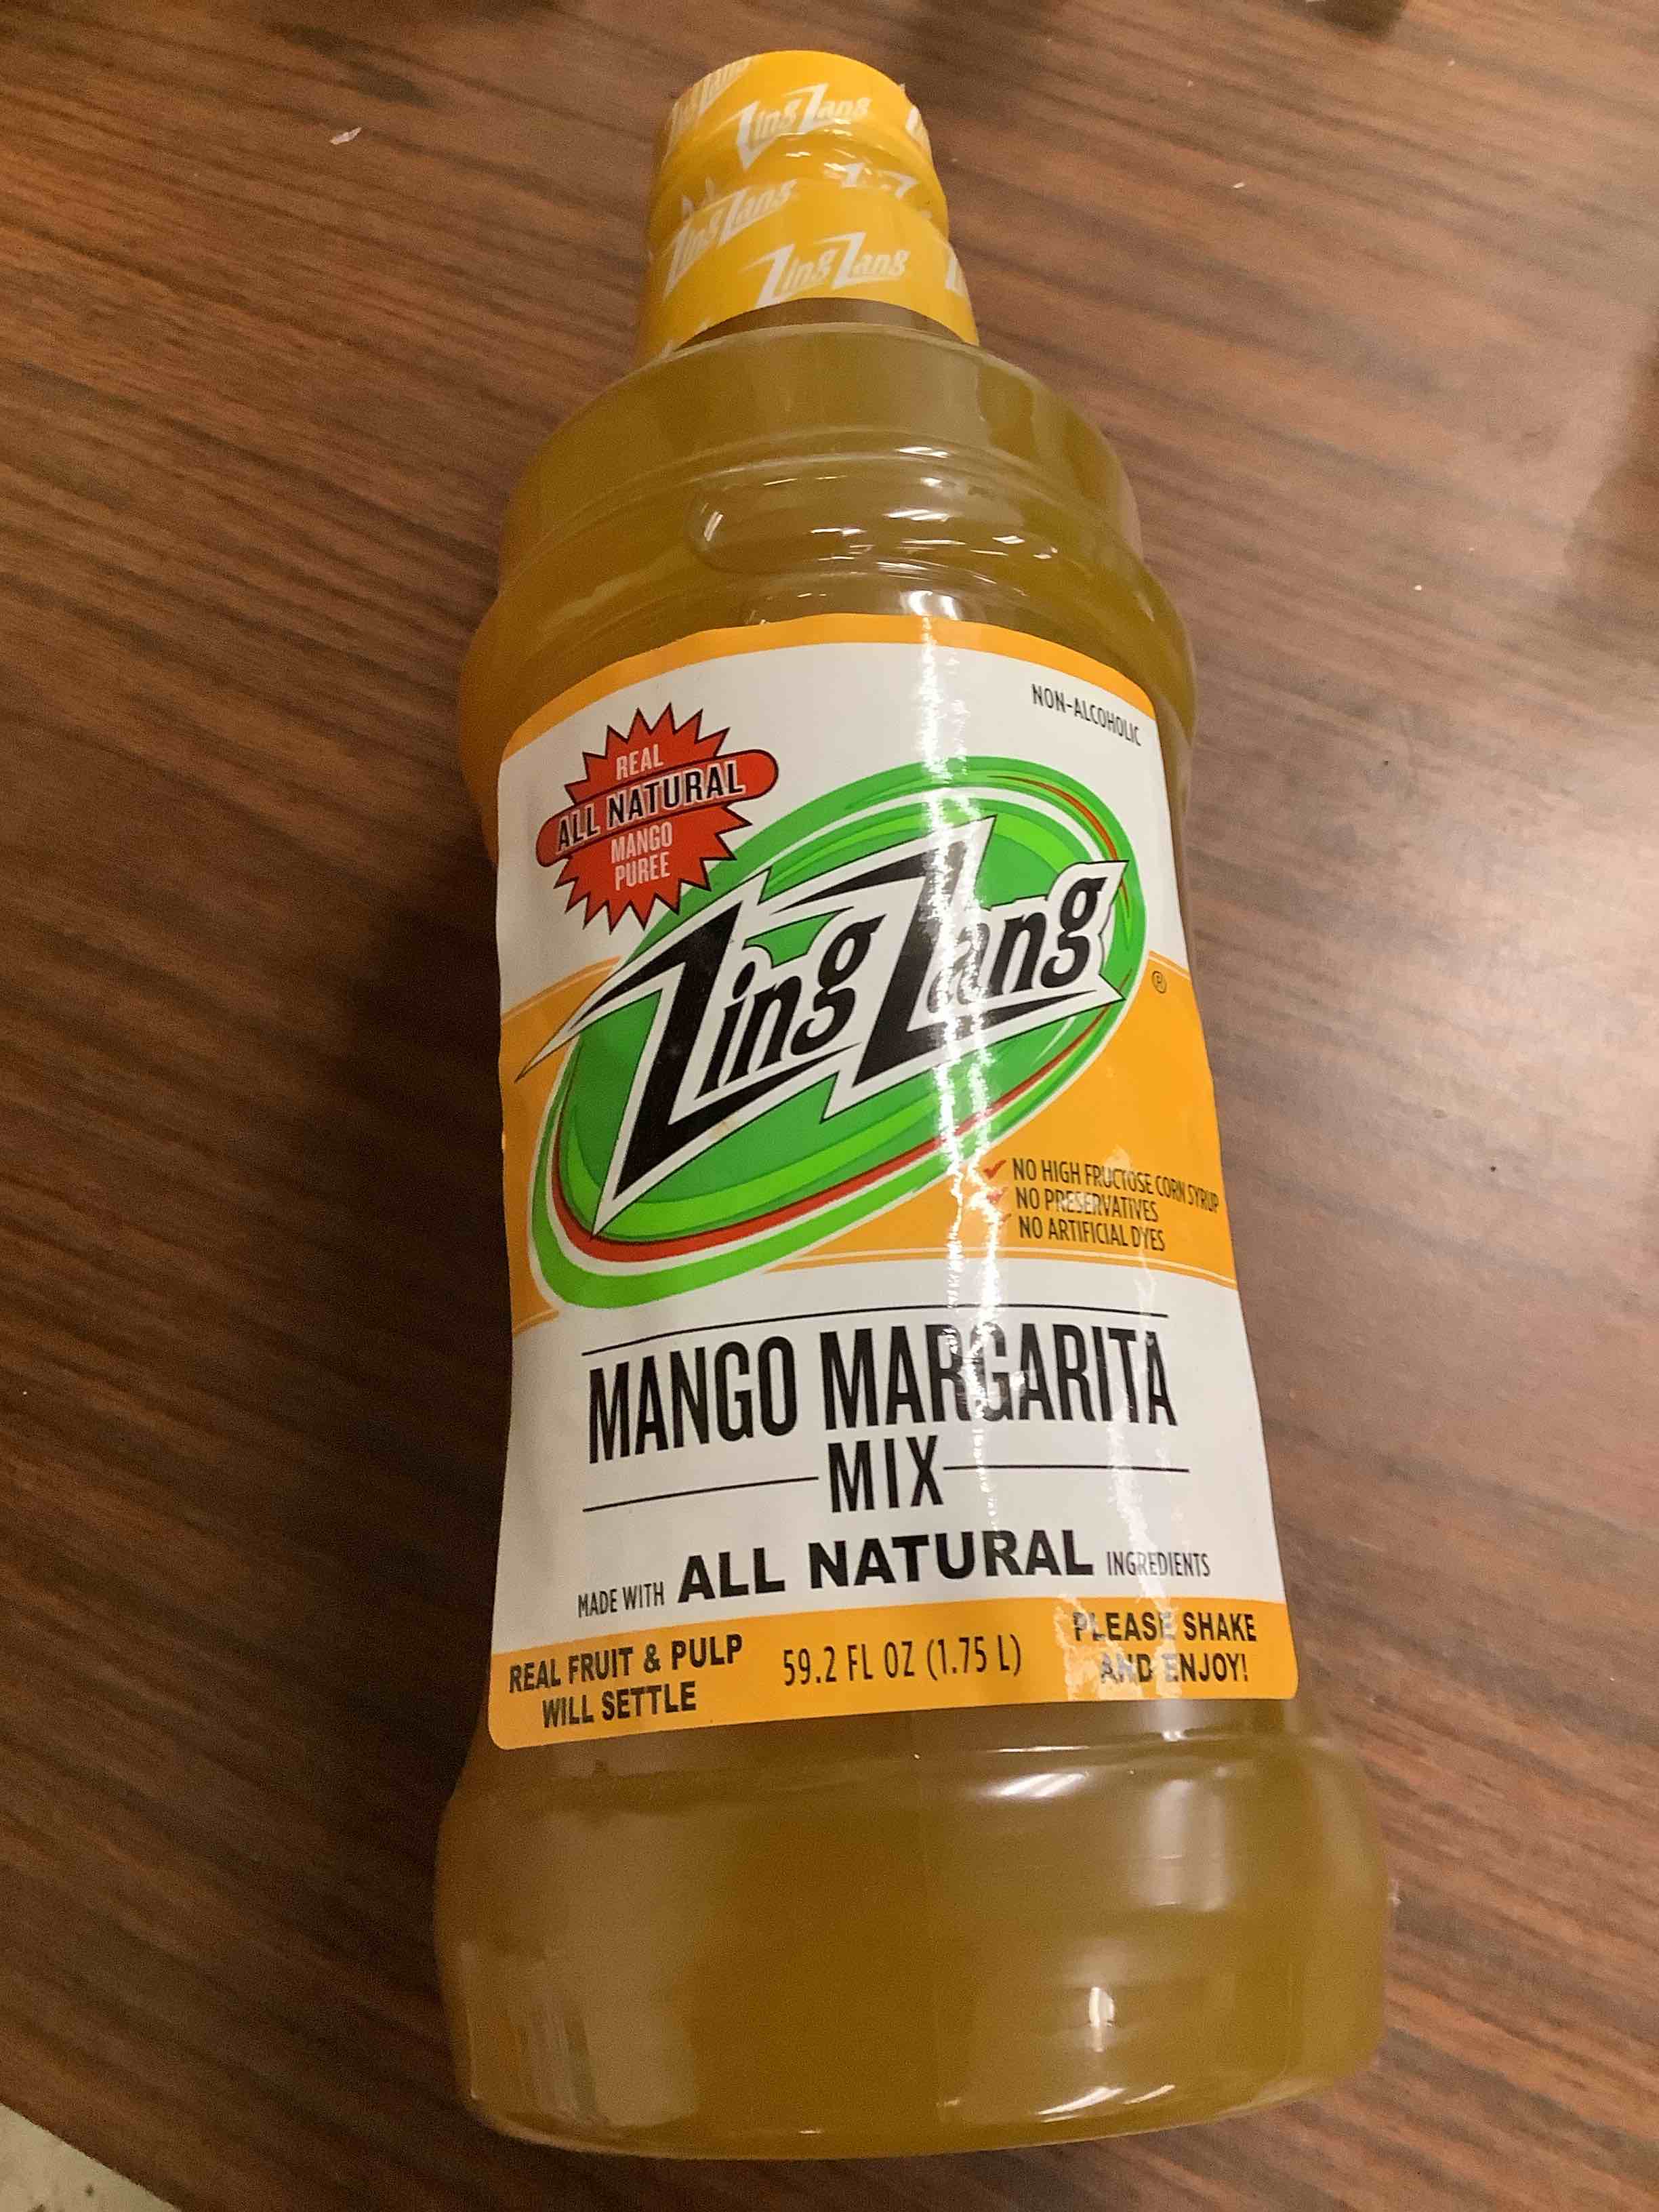 Zing Zang
Zing Zang
Zing Zang
NON-ALCOHOLIC
REAL
ALL NATURAL
MANGO
PUREE
Zing Zang
®
NO HIGH FRUCTOSE CORN SYRUP
NO PRESERVATIVES
NO ARTIFICIAL DYES
MANGO MARGARITA
MIX
MADE WITH ALL NATURAL INGREDIENTS
REAL FRUIT & PULP
WILL SETTLE
59.2 FL OZ (1.75 L)
PLEASE SHAKE
AND ENJOY!